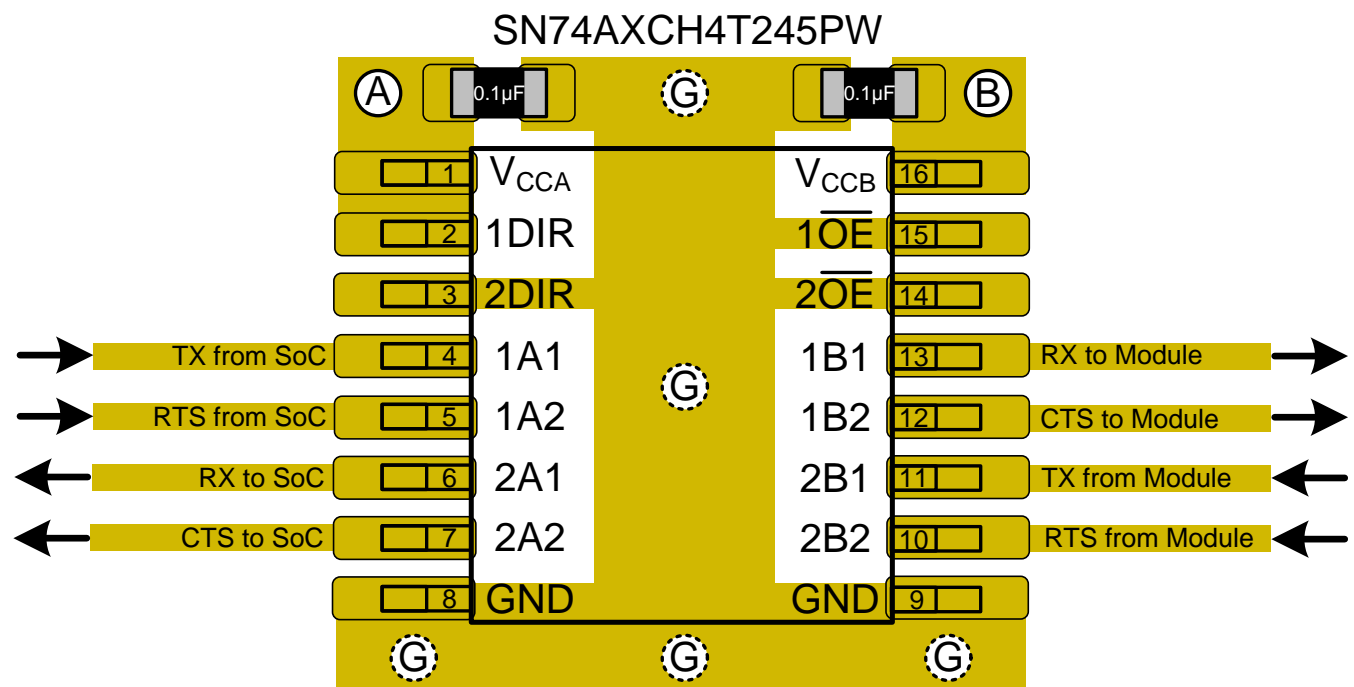 SN74AXCH4T245PW
A 0.1µF G 0.1µF B
1 VCCA VCCB 16
2 1DIR 1OE 15
3 2DIR 2OE 14
TX from SoC 4 1A1 1B1 13 RX to Module
G
RTS from SoC 5 1A2 1B2 12 CTS to Module
RX to SoC 6 2A1 2B1 11 TX from Module
CTS to SoC 7 2A2 2B2 10 RTS from Module
8 GND GND 9
G G G